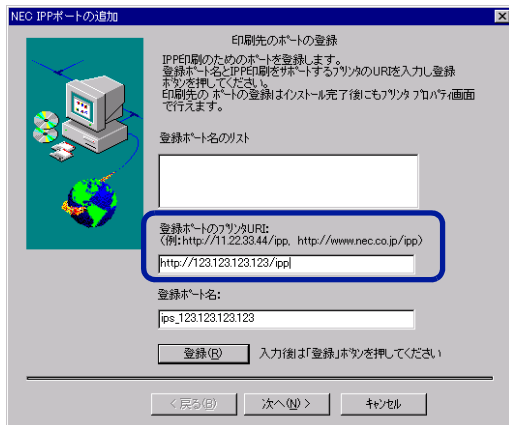 NEC IPPポートの追加
印刷先のポートの登録
IPPE印刷のためのポートを登録します。
登録ポート名とIPPE印刷をサポートするプリンタのURIを入力し登録
ボタンを押してください。
印刷先の ポートの登録はインストール完了後にもプリンタ プロパティ画面
で行えます。
登録ポート名のリスト
登録ポートのプリンタURI:
(例:http://11.22.33.44/ipp, http://www.nec.co.jp/ipp)
http://123.123.123.123/ipp
登録ポート名:
ips_123.123.123.123
登録(R) 入力後は「登録」ボタンを押してください
< 戻る(B) 次へ(N) > キャンセル